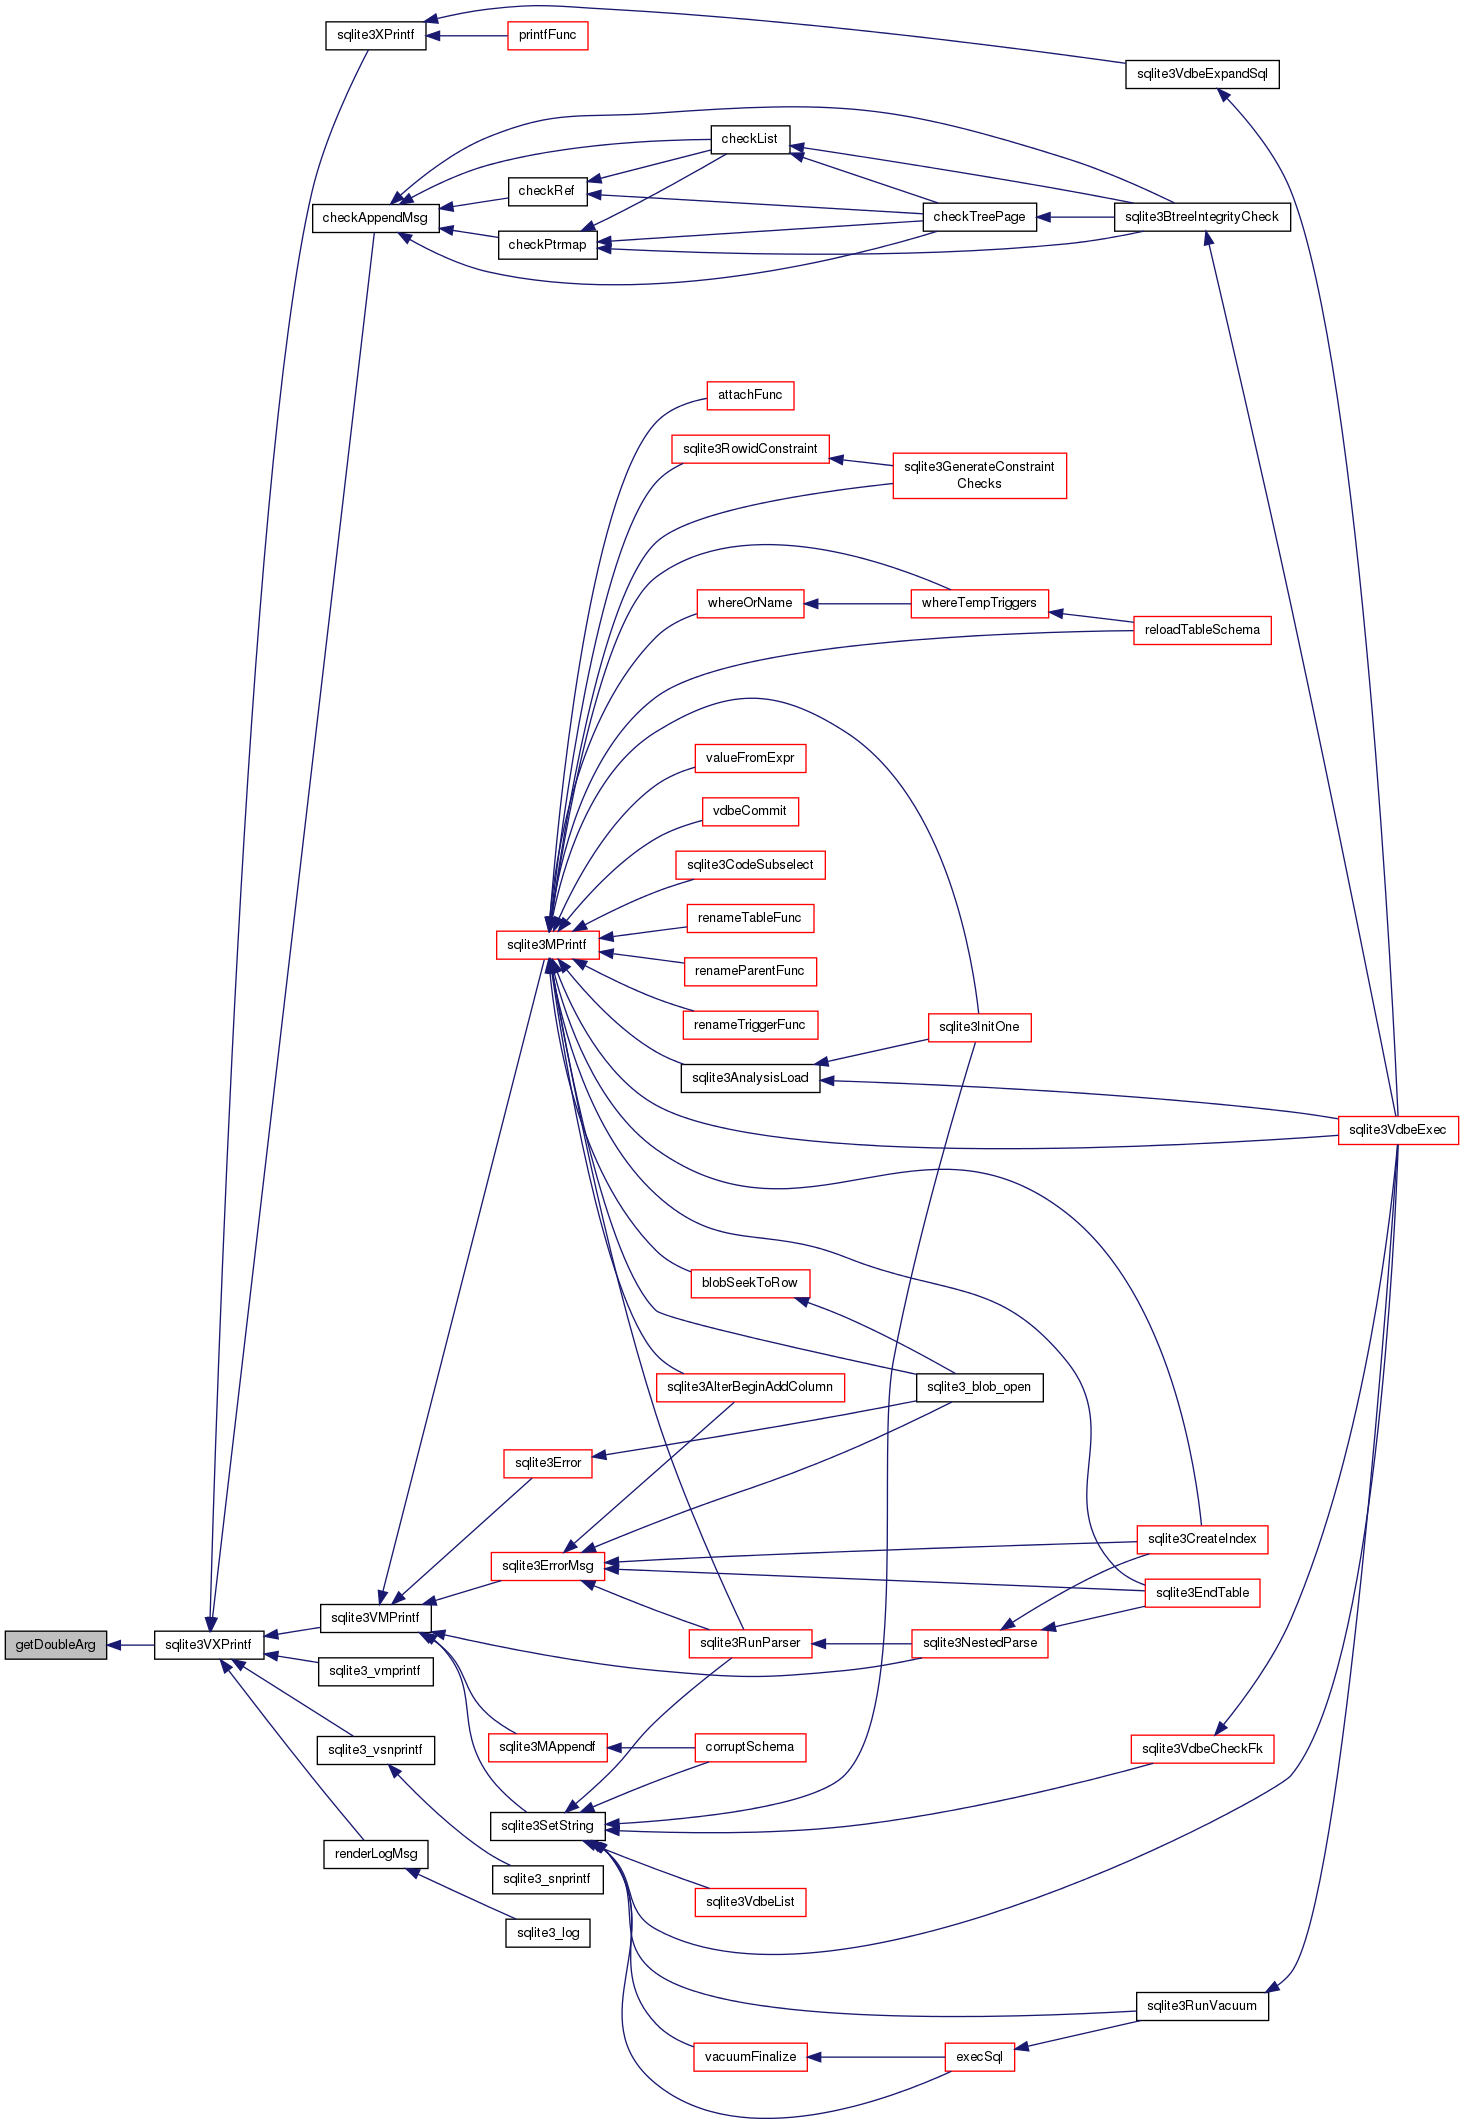 sqlite3XPrintf
printfFunc
sqlite3VdbeExpandSql
checkList
checkRef
checkAppendMsg
checkTreePage
sqlite3BtreeIntegrityCheck
checkPtrmap
attachFunc
sqlite3RowidConstraint
sqlite3GenerateConstraint
Checks
whereOrName
whereTempTriggers
reloadTableSchema
valueFromExpr
vdbeCommit
sqlite3CodeSubselect
renameTableFunc
sqlite3MPrintf
renameParentFunc
renameTriggerFunc
sqlite3InitOne
sqlite3AnalysisLoad
sqlite3VdbeExec
blobSeekToRow
sqlite3AlterBeginAddColumn
sqlite3_blob_open
sqlite3Error
sqlite3CreateIndex
sqlite3ErrorMsg
sqlite3EndTable
sqlite3VMPrintf
getDoubleArg
sqlite3VXPrintf
sqlite3RunParser
sqlite3NestedParse
sqlite3_vmprintf
sqlite3_vsnprintf
sqlite3MAppendf
corruptSchema
sqlite3VdbeCheckFk
sqlite3SetString
renderLogMsg
sqlite3_snprintf
sqlite3VdbeList
sqlite3_log
sqlite3RunVacuum
vacuumFinalize
execSql